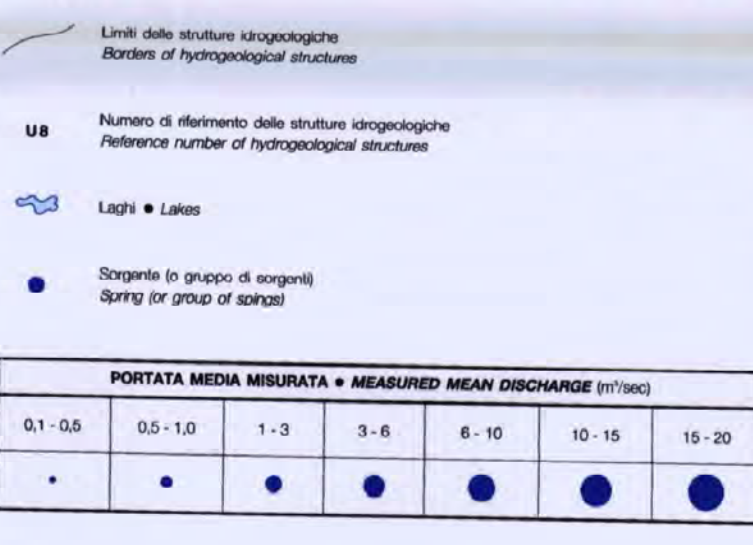 Limiti delle strutture idrogeologiche
Borders of hydrogeological structures
U8
Numero di riferimento delle strutture idrogeologiche
Reference number of hydrogeological structures
Laghi • Lakes
Sorgente (o gruppo di sorgenti)
Spring (or group of spings)
PORTATA MEDIA MISURATA • MEASURED MEAN DISCHARGE (m³/sec)
0,1 - 0,5 0,5 - 1,0 1 - 3 3 - 6 6 - 10 10 - 15 15 - 20